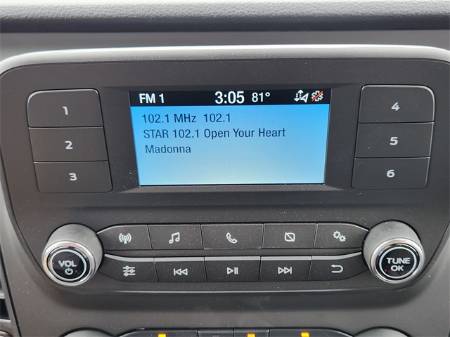 FM 1 3:05 81°
102.1 MHz 102.1
STAR 102.1 Open Your Heart
Madonna
1
2
3
4
5
6
VOL
TUNE
OK